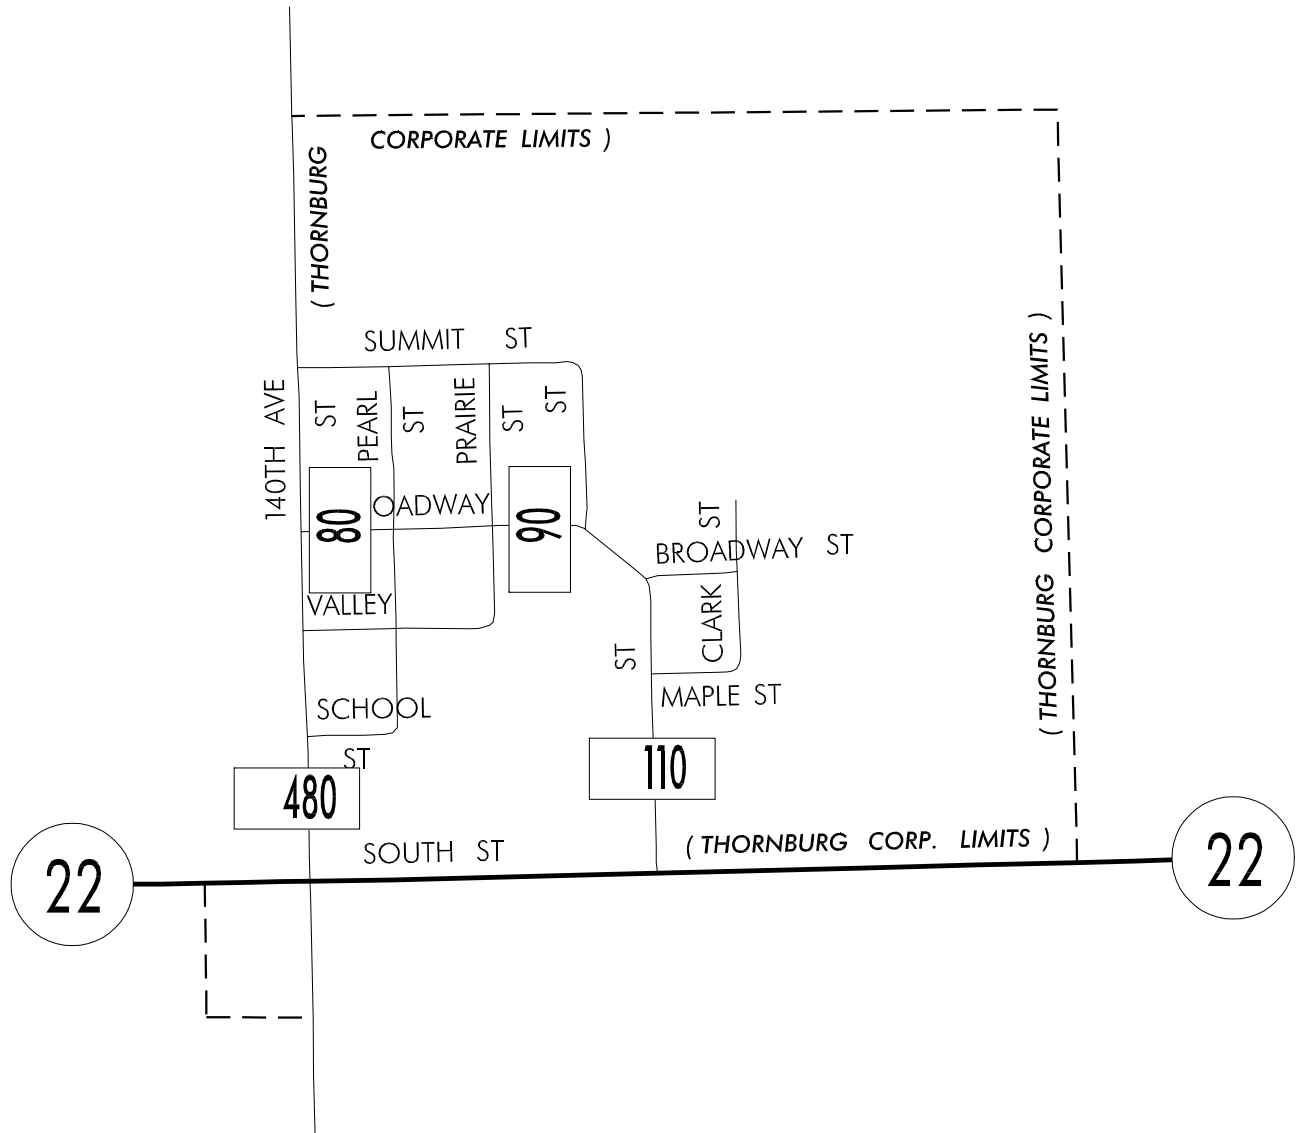 CORPORATE LIMITS )
( THORNBURG
SUMMIT ST
140TH AVE
ST
PEARL
ST
PRAIRIE
ST
ST
( THORNBURG CORPORATE LIMITS )
80
OADWAY
90
ST
BROADWAY ST
VALLEY
CLARK
ST
SCHOOL
MAPLE ST
ST
480
110
SOUTH ST
( THORNBURG CORP. LIMITS )
22
22